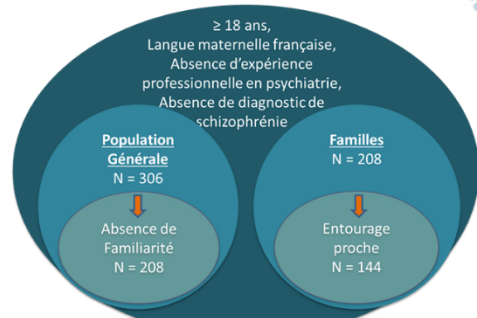 ≥ 18 ans,
Langue maternelle française,
Absence d'expérience
professionnelle en psychiatrie,
Absence de diagnostic de
schizophrénie
Population
Générale
N = 306
Absence de
Familiarité
N = 208
Familles
N = 208
Entourage
proche
N = 144